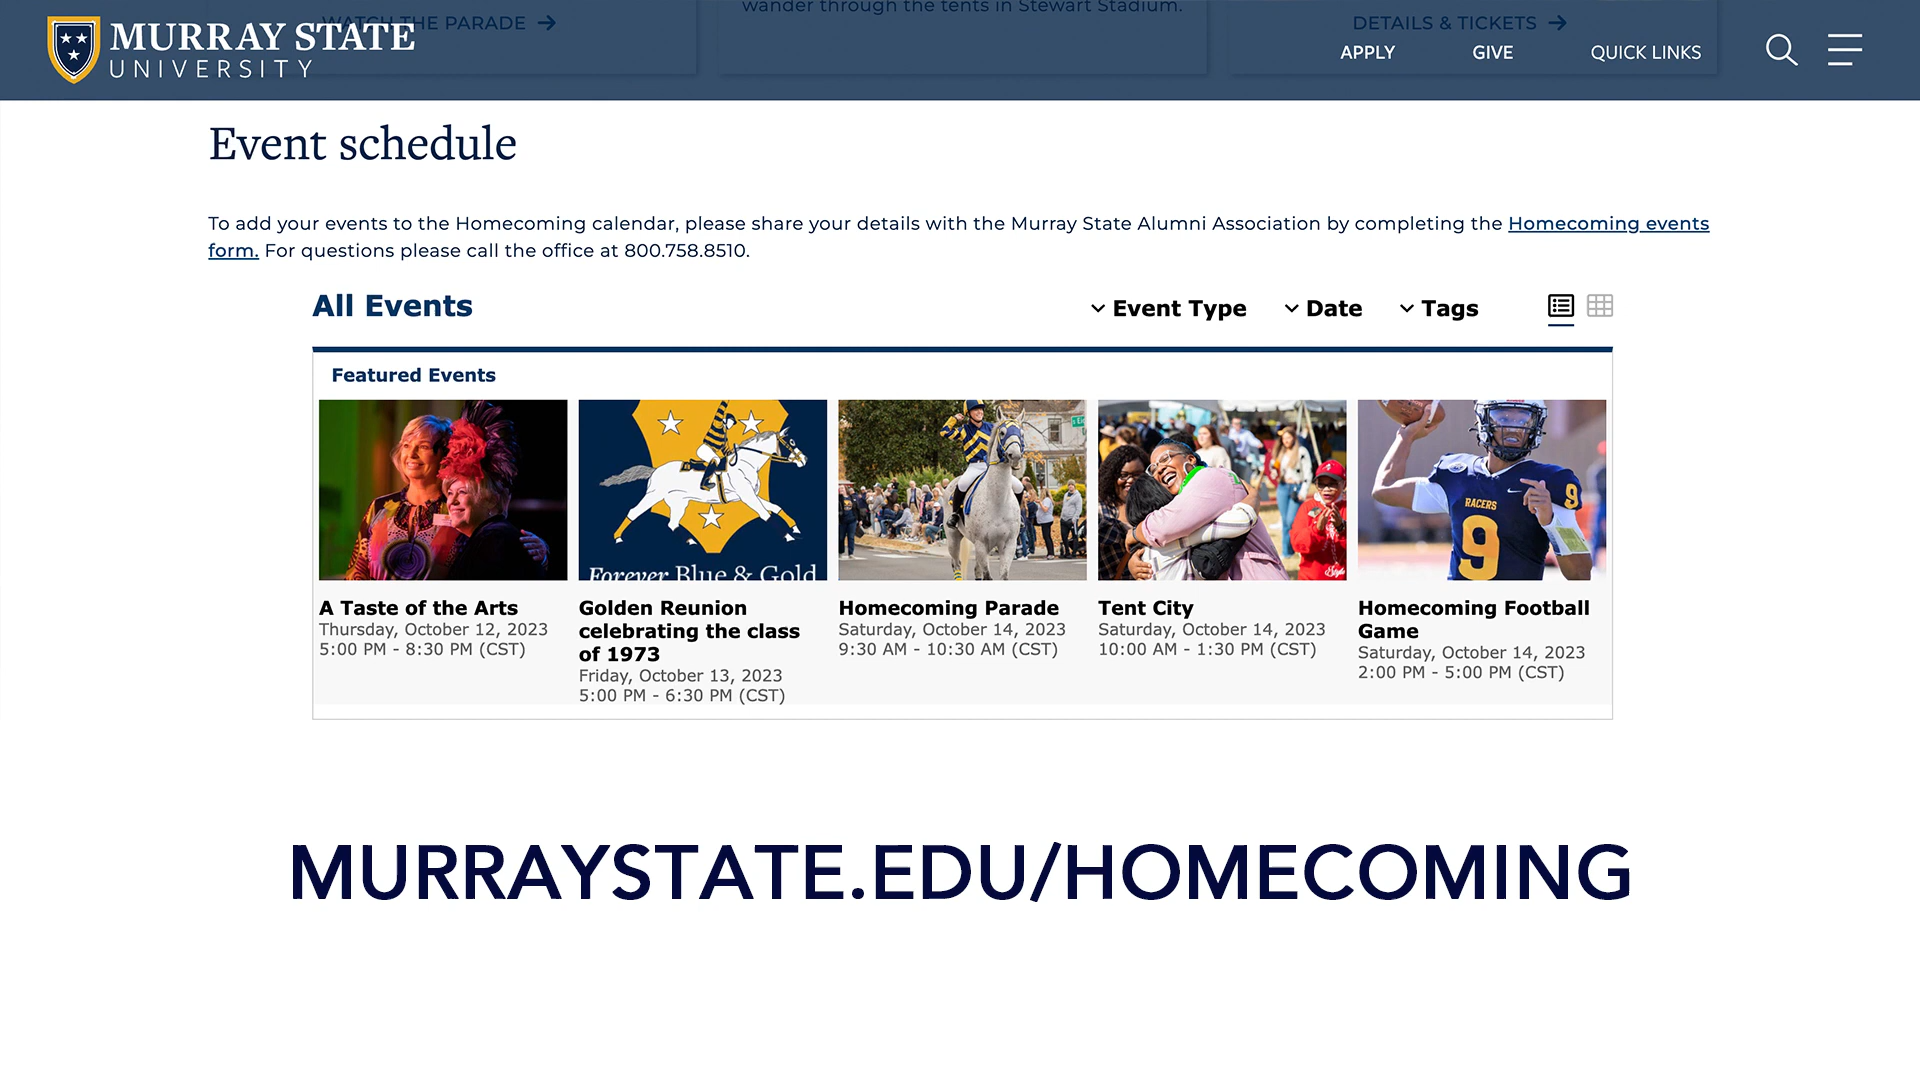 WATCH THE PARADE →
wander through the tents in Stewart Stadium.
DETAILS & TICKETS →
MURRAY STATE
UNIVERSITY
APPLY
GIVE
QUICK LINKS
Event schedule
To add your events to the Homecoming calendar, please share your details with the Murray State Alumni Association by completing the Homecoming events
form. For questions please call the office at 800.758.8510.
All Events
Event Type
Date
Tags
Featured Events
Forever Blue & Gold
RACERS
9
9
A Taste of the Arts
Thursday, October 12, 2023
5:00 PM - 8:30 PM (CST)
Golden Reunion
celebrating the class
of 1973
Friday, October 13, 2023
5:00 PM - 6:30 PM (CST)
Homecoming Parade
Saturday, October 14, 2023
9:30 AM - 10:30 AM (CST)
Tent City
Saturday, October 14, 2023
10:00 AM - 1:30 PM (CST)
Homecoming Football
Game
Saturday, October 14, 2023
2:00 PM - 5:00 PM (CST)
MURRAYSTATE.EDU/HOMECOMING